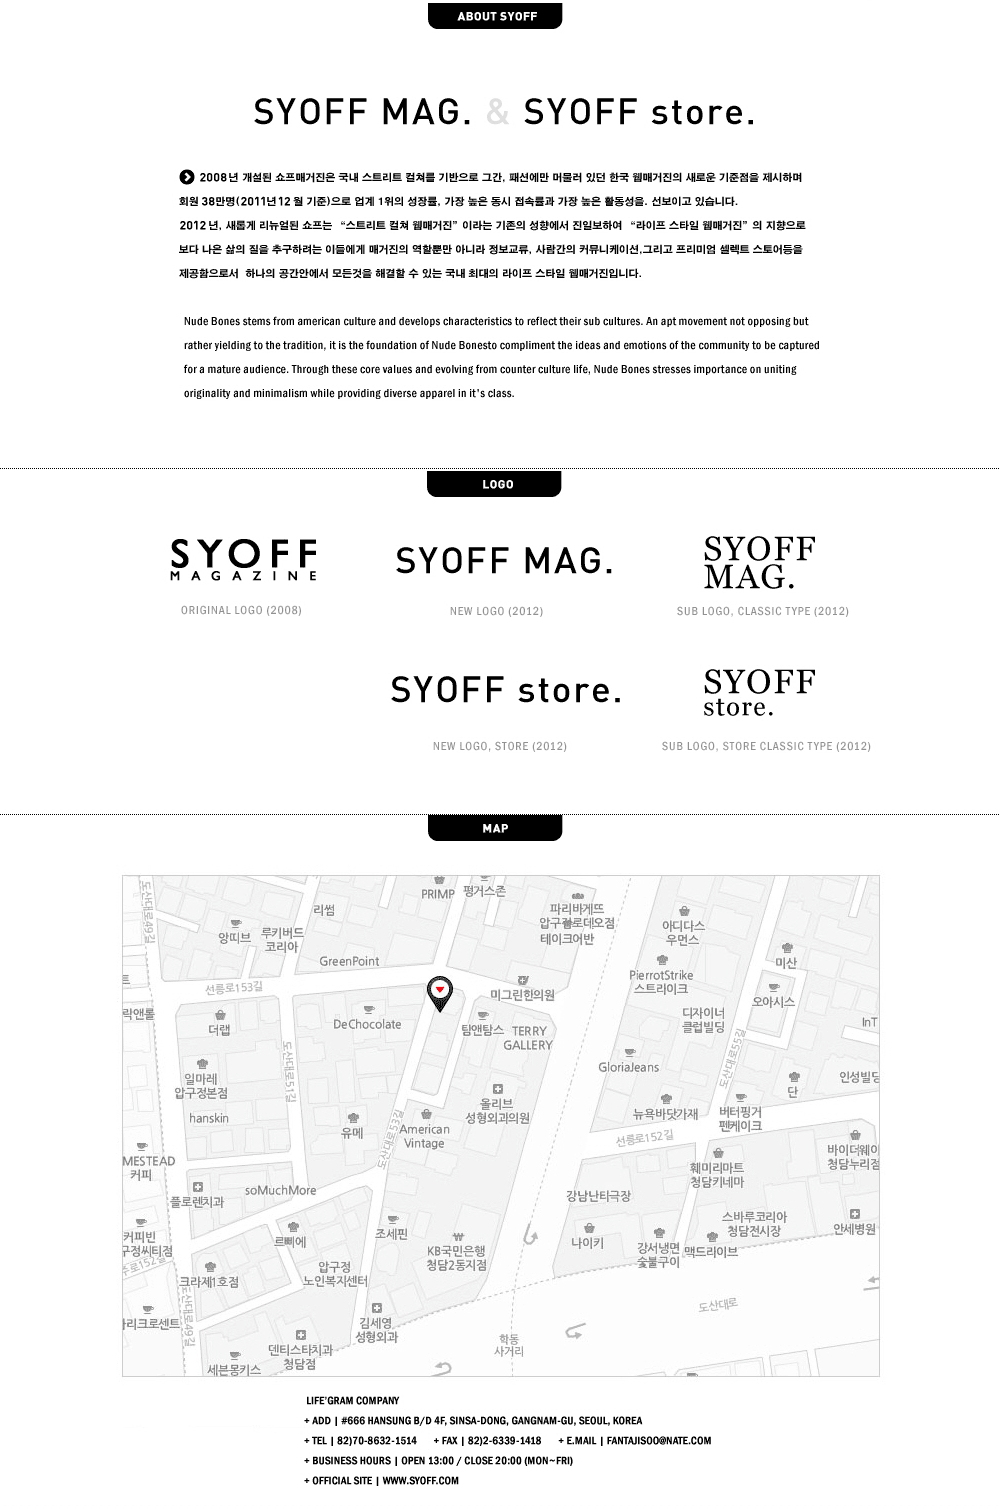 ABOUT SYOFF
SYOFF MAG. & SYOFF store.
2008년 개설된 쇼프매거진은 국내 스트리트 컬쳐를 기반으로 그간, 패션에만 머물러 있던 한국 웹매거진의 새로운 기준점을 제시하며
회원 38만명(2011년12월 기준)으로 업계 1위의 성장률, 가장 높은 동시 접속률과 가장 높은 활동성을. 선보이고 있습니다.
2012년, 새롭게 리뉴얼된 쇼프는 “스트리트 컬쳐 웹매거진” 이라는 기존의 성향에서 진일보하여 “라이프 스타일 웹매거진” 의 지향으로
보다 나은 삶의 질을 추구하려는 이들에게 매거진의 역할뿐만 아니라 정보교류, 사람간의 커뮤니케이션,그리고 프리미엄 셀렉트 스토어등을
제공함으로서 하나의 공간안에서 모든것을 해결할 수 있는 국내 최대의 라이프 스타일 웹매거진입니다.
Nude Bones stems from american culture and develops characteristics to reflect their sub cultures. An apt movement not opposing but
rather yielding to the tradition, it is the foundation of Nude Bonesto compliment the ideas and emotions of the community to be captured
for a mature audience. Through these core values and evolving from counter culture life, Nude Bones stresses importance on uniting
originality and minimalism while providing diverse apparel in it's class.
LOGO
SYOFF
MAGAZINE
ORIGINAL LOGO (2008)
SYOFF MAG.
NEW LOGO (2012)
SYOFF
MAG.
SUB LOGO, CLASSIC TYPE (2012)
SYOFF store.
NEW LOGO, STORE (2012)
SYOFF
store.
SUB LOGO, STORE CLASSIC TYPE (2012)
MAP
도산대로49길
PRIMP
펑거스존
리썸
파리바게뜨
압구정로데오점
테이크어반
아디다스
우먼스
앙띠브
루키버드
코리아
GreenPoint
미산
PierrotStrike
스트라이크
선릉로153길
미그린한의원
오아시스
락앤롤
더랩
DeChocolate
탐앤탐스
TERRY
GALLERY
디자이너
클럽빌딩
InT
도산대로51길
도산대로55길
GloriaJeans
일마레
압구정본점
단
인성빌딩
hanskin
유메
도산대로53길
American
Vintage
올리브
성형외과의원
뉴욕바닷가재
버터핑거
팬케이크
선릉로152길
바이더웨이
청담누리점
MESTEAD
커피
훼미리마트
청담키네마
플로렌치과
soMuchMore
강남난타극장
스바루코리아
청담전시장
안세병원
커피빈
구정씨티점
르삐에
조세핀
KB국민은행
청담2동지점
나이키
강서냉면
숯불구이
맥드라이브
크라제1호점
압구정
노인복지센터
도산대로49길
도산대로
리크로센트
김세영
성형외과
학동
사거리
덴티스타치과
청담점
세븐몽키스
LIFE'GRAM COMPANY
+ ADD | #666 HANSUNG B/D 4F, SINSA-DONG, GANGNAM-GU, SEOUL, KOREA
+ TEL | 82)70-8632-1514 + FAX | 82)2-6339-1418 + E.MAIL | FANTAJISOO@NATE.COM
+ BUSINESS HOURS | OPEN 13:00 / CLOSE 20:00 (MON~FRI)
+ OFFICIAL SITE | WWW.SYOFF.COM